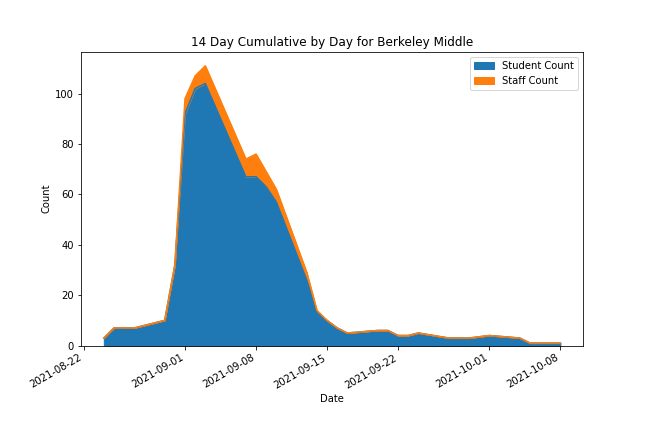 14 Day Cumulative by Day for Berkeley Middle
Student Count
Staff Count
Count
100
80
60
40
20
0
2021-08-22
2021-09-01
2021-09-08
2021-09-15
2021-09-22
2021-10-01
2021-10-08
Date